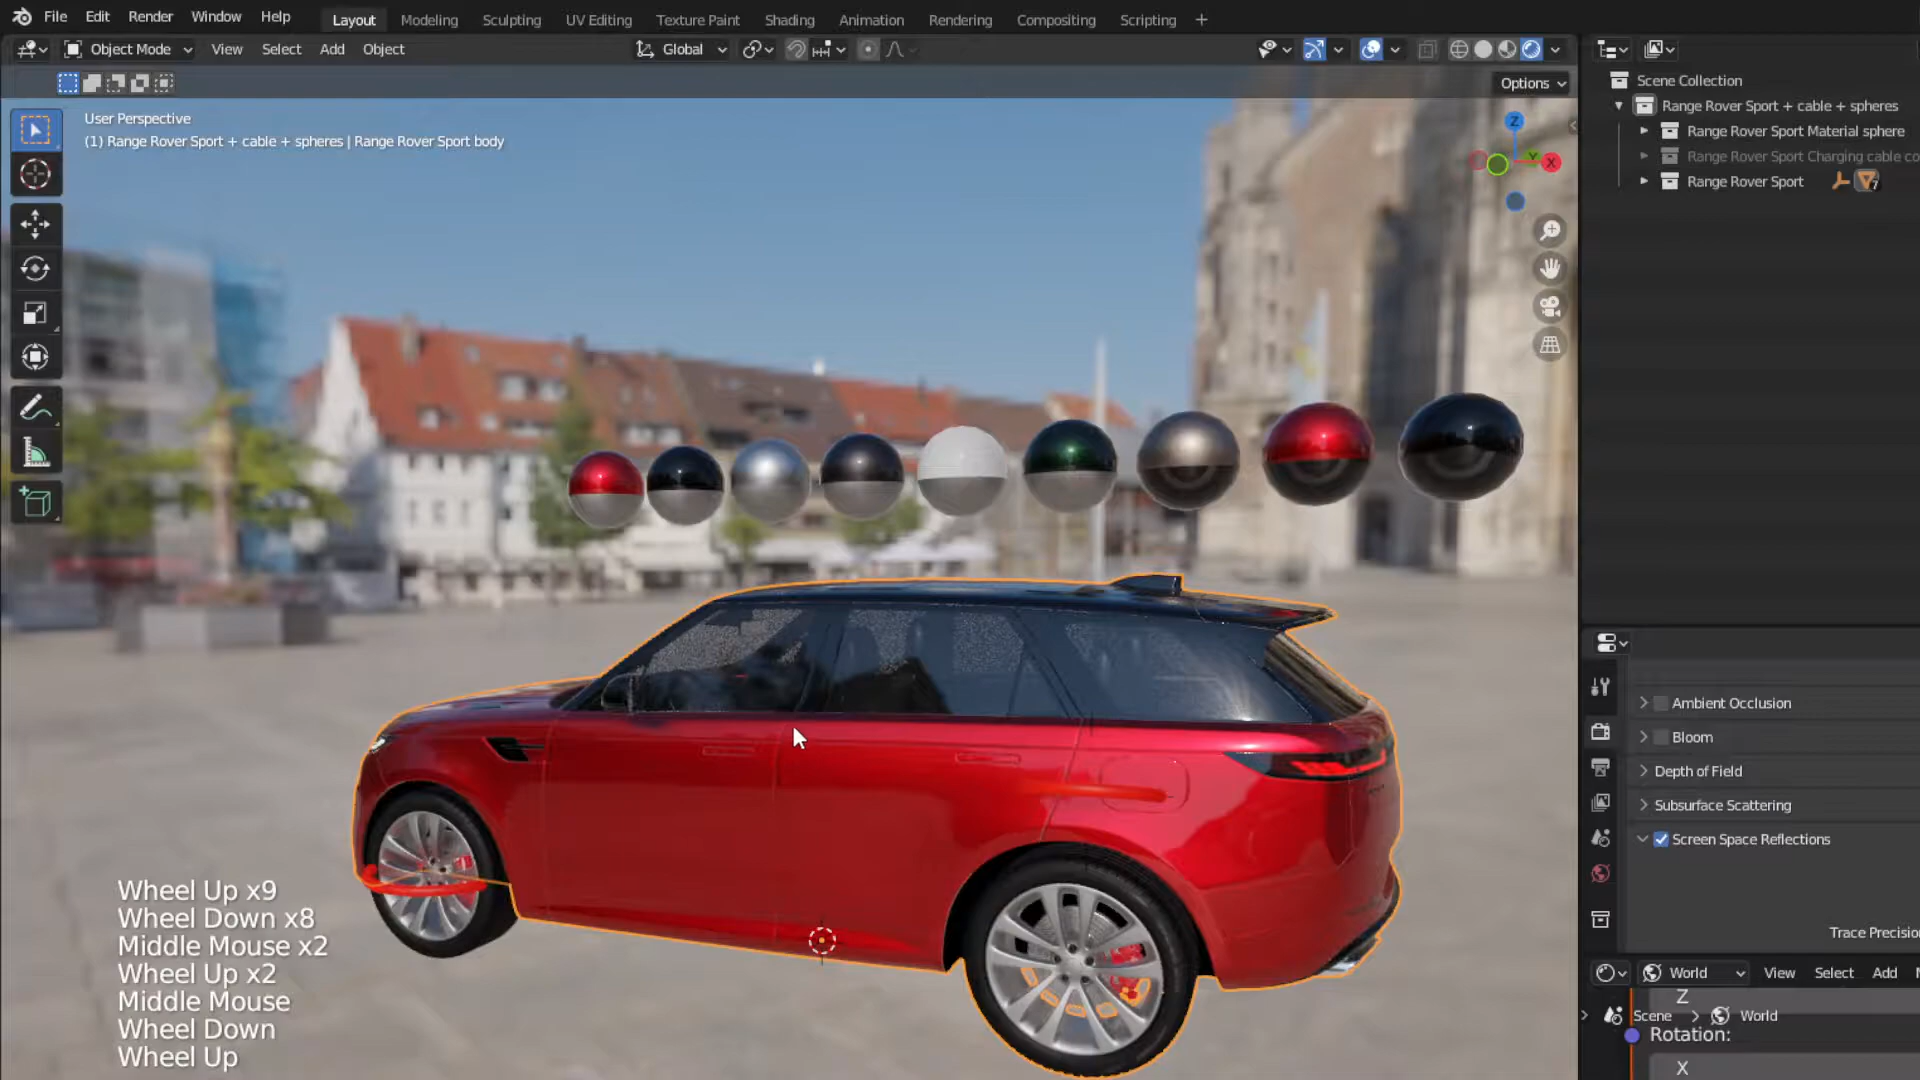 File Edit Render Window Help Layout Modeling Sculpting UV Editing Texture Paint Shading Animation Rendering Compositing Scripting +
Object Mode View Select Add Object Global
Options
User Perspective
(1) Range Rover Sport + cable + spheres | Range Rover Sport body
Z
Y
X
Wheel Up x9
Wheel Down x8
Middle Mouse x2
Wheel Up x2
Middle Mouse
Wheel Down
Wheel Up
Scene Collection
Range Rover Sport + cable + spheres
Range Rover Sport Material sphere
Range Rover Sport Charging cable co
Range Rover Sport 7
Ambient Occlusion
Bloom
Depth of Field
Subsurface Scattering
Screen Space Reflections
Trace Precisio
World View Select Add
Z
Scene > World
Rotation:
X